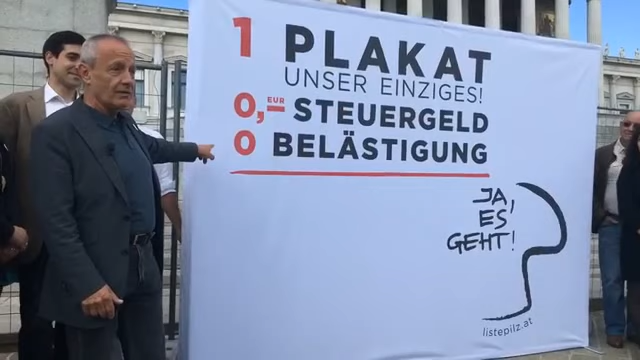 1 PLAKAT
UNSER EINZIGES!
0,- EUR STEUERGELD
0 BELÄSTIGUNG
JA,
ES
GEHT!
listepilz.at